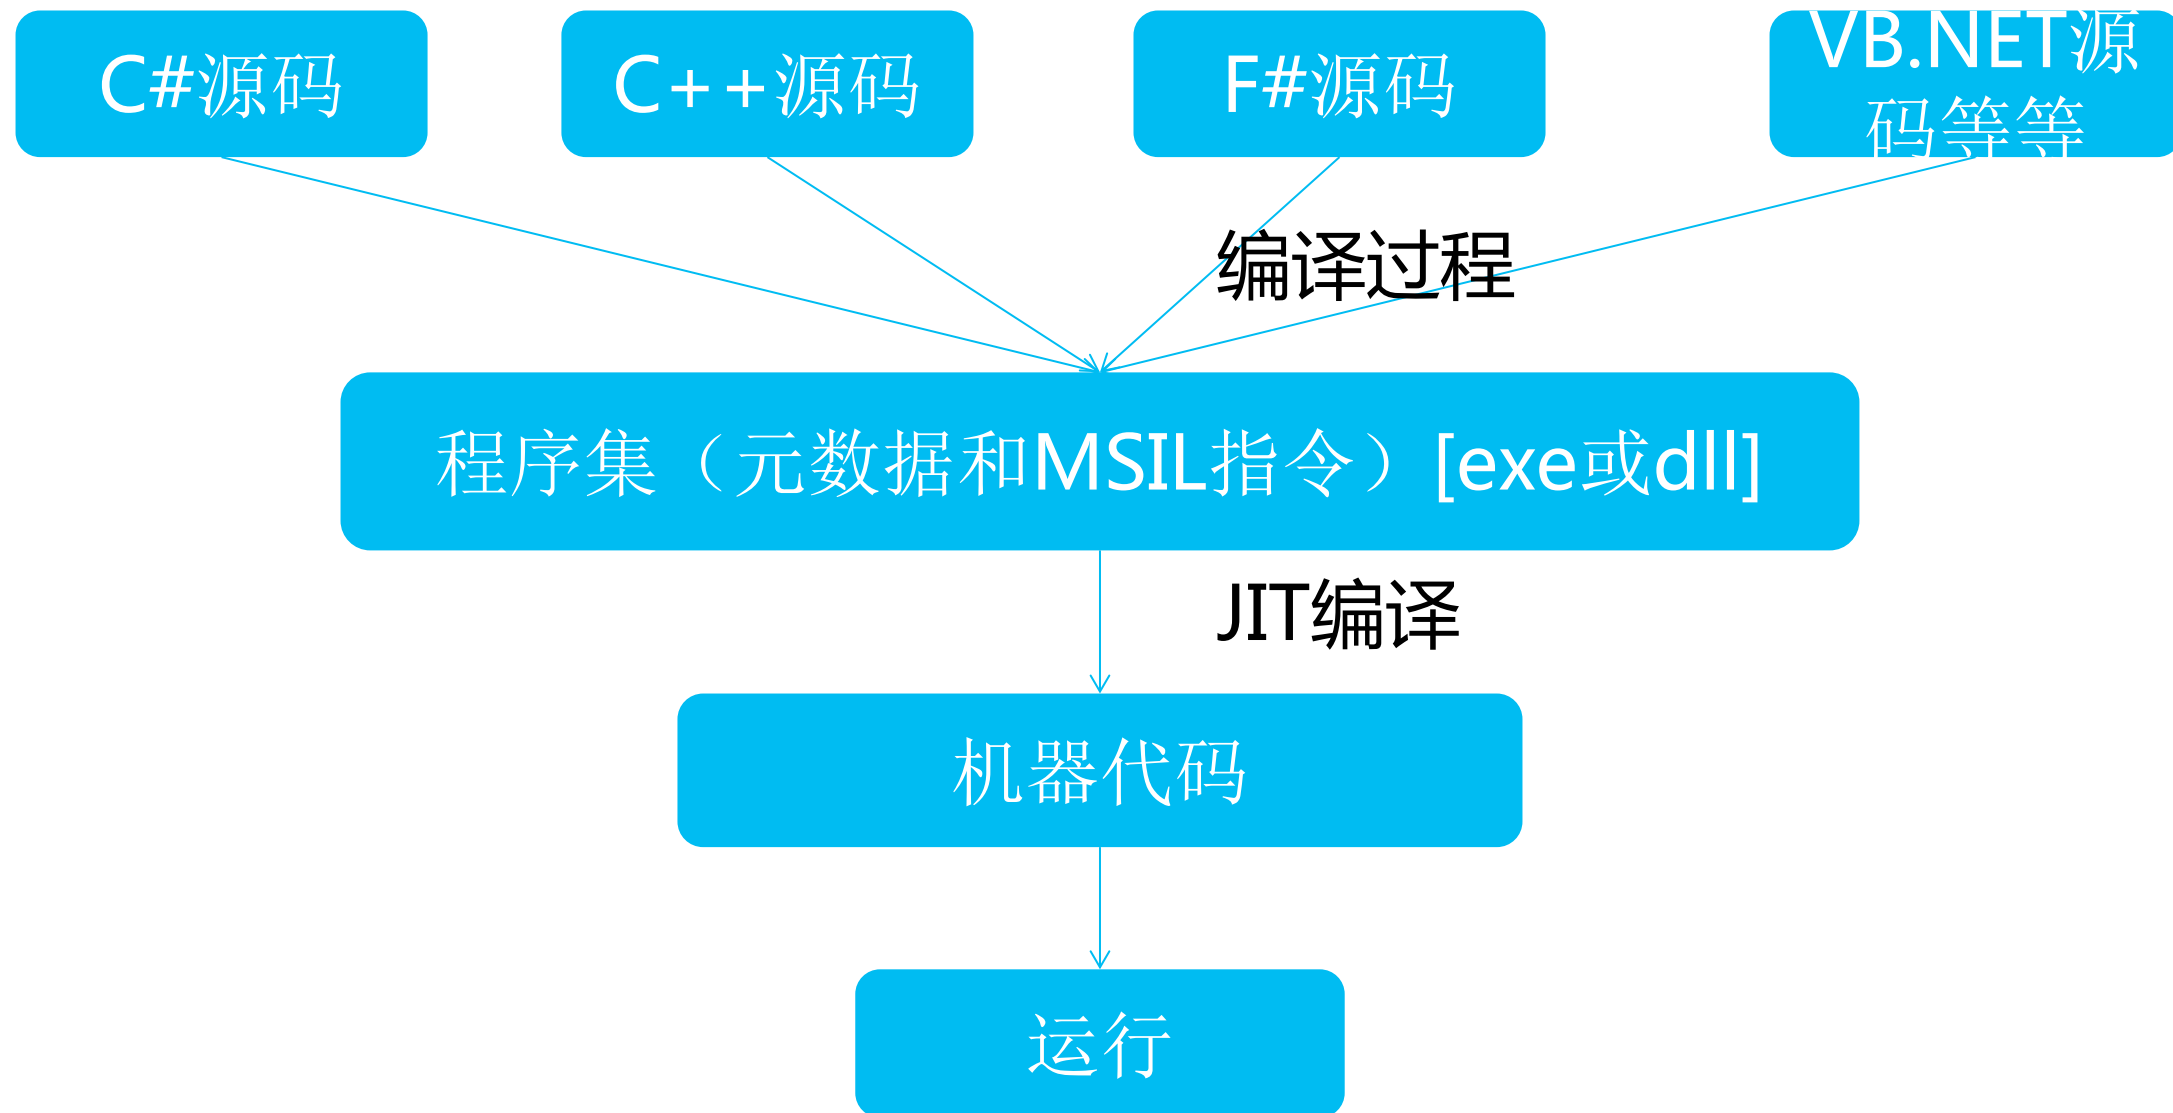 C#源码
C++源码
F#源码
VB.NET源
码等等
编译过程
程序集（元数据和MSIL指令）[exe或dll]
JIT编译
机器代码
运行